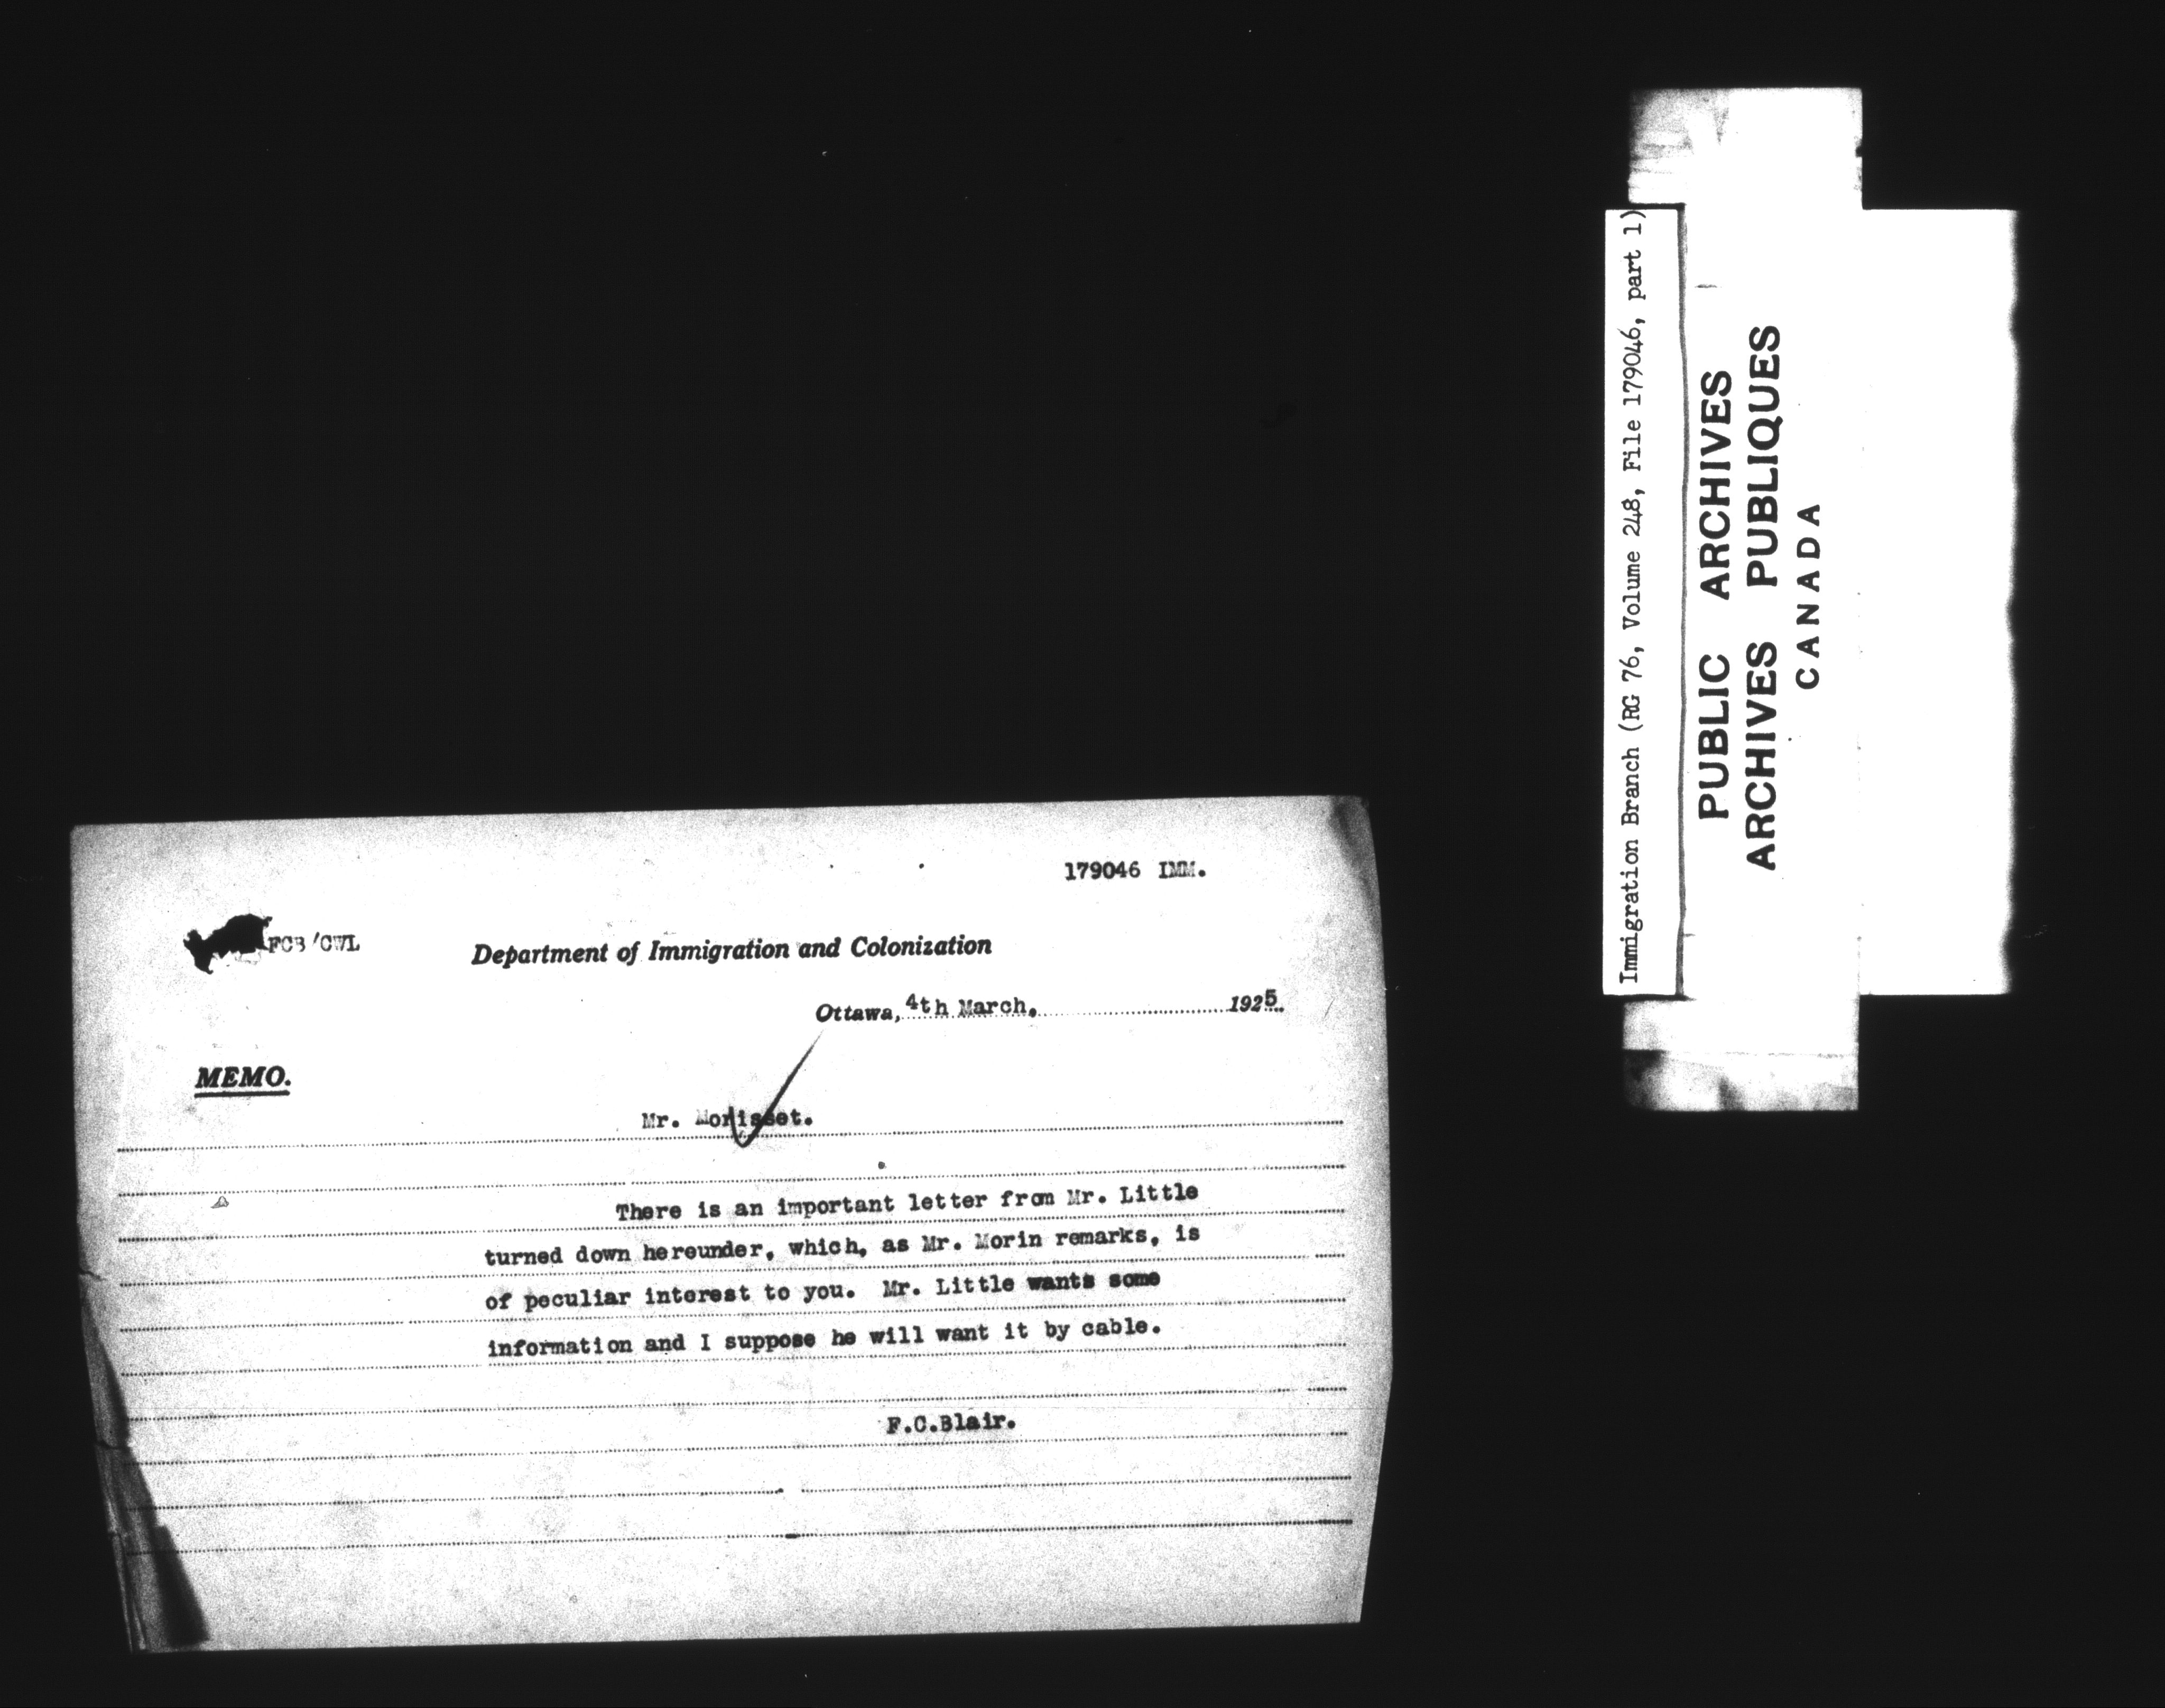 179046 IMM.
FCB/CWL
Department of Immigration and Colonization
Ottawa, 4th March, 1925
MEMO.
Mr. Morisset.
There is an important letter from Mr. Little
turned down hereunder, which, as Mr. Morin remarks, is
of peculiar interest to you. Mr. Little wants some
information and I suppose he will want it by cable.
F.C.Blair.
Immigration Branch (RG 76, Volume 248, File 179046, part 1)
PUBLIC ARCHIVES
ARCHIVES PUBLIQUES
CANADA